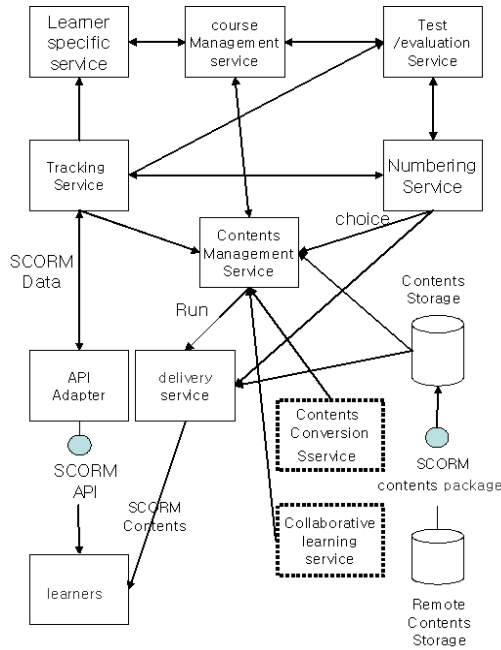 Learner
specific
service
course
Management
service
Test
/evaluation
Service
Tracking
Service
Numbering
Service
choice
Contents
Management
Service
SCORM
Data
Run
Contents
Storage
API
Adapter
delivery
service
Contents
Conversion
Sservice
SCORM
API
SCORM
Contents
SCORM
contents package
Collaborative
learning
service
learners
Remote
Contents
Storage